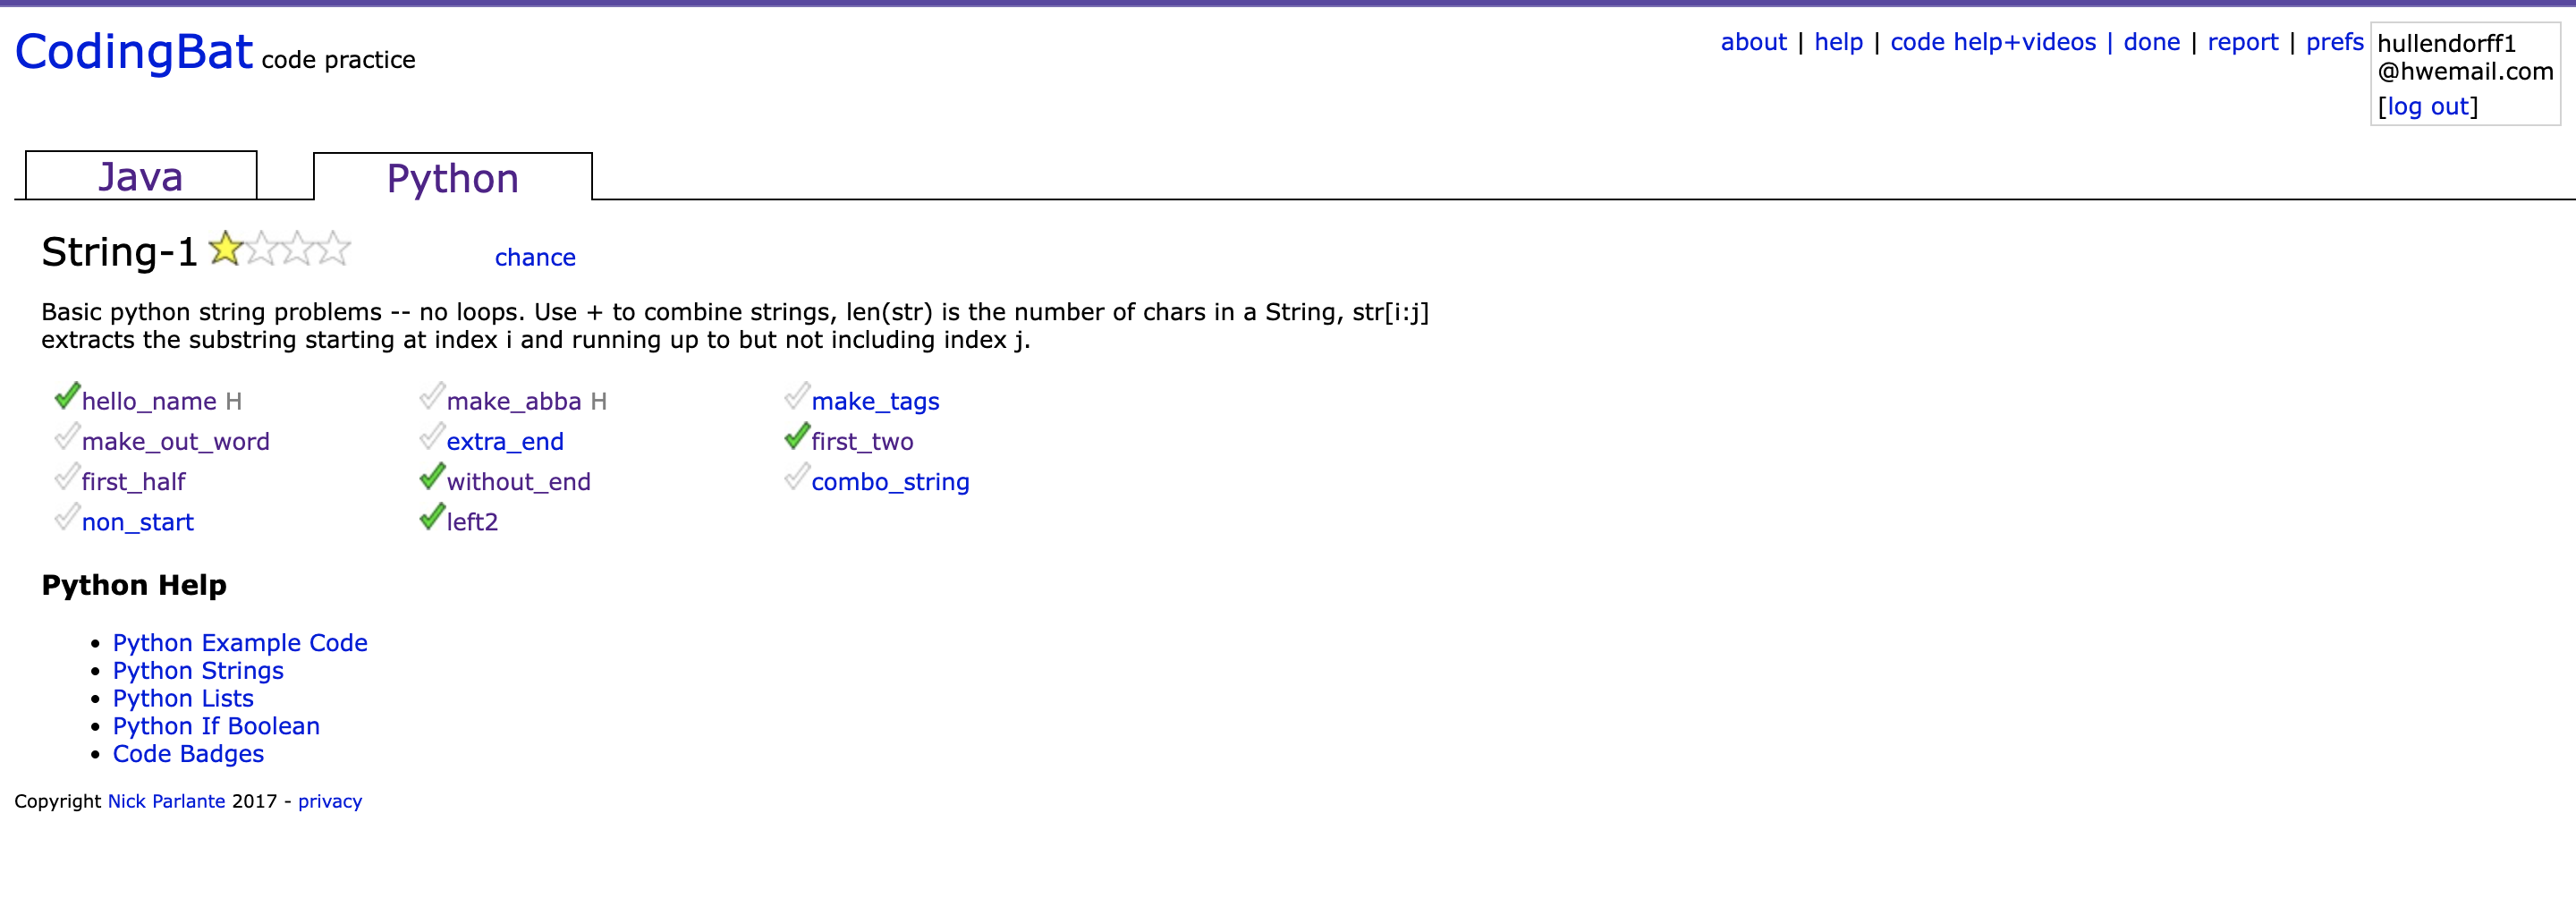 CodingBat code practice
about | help | code help+videos | done | report | prefs
hullendorff1
@hwemail.com
[log out]
Java
Python
String-1
chance
Basic python string problems -- no loops. Use + to combine strings, len(str) is the number of chars in a String, str[i:j]
extracts the substring starting at index i and running up to but not including index j.
hello_name H make_abba H make_tags
make_out_word extra_end first_two
first_half without_end combo_string
non_start left2
Python Help
• Python Example Code
• Python Strings
• Python Lists
• Python If Boolean
• Code Badges
Copyright Nick Parlante 2017 - privacy